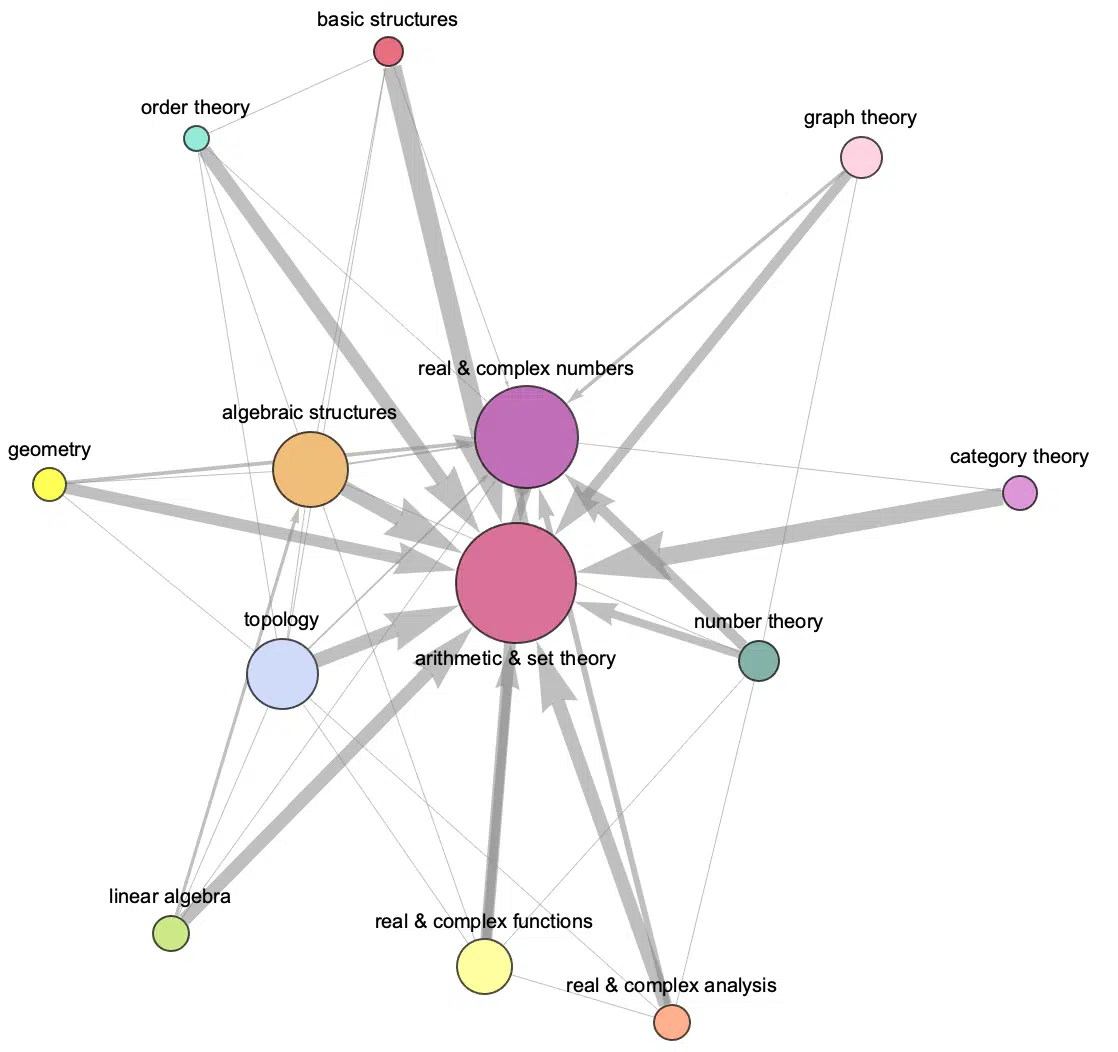 basic structures
order theory
graph theory
real & complex numbers
algebraic structures
geometry
category theory
topology
number theory
arithmetic & set theory
linear algebra
real & complex functions
real & complex analysis